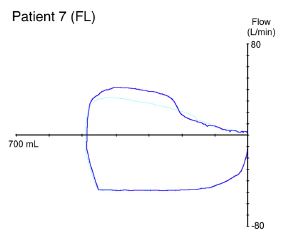 Patient 7 (FL)
Flow
(L/min)
80
700 mL
-80